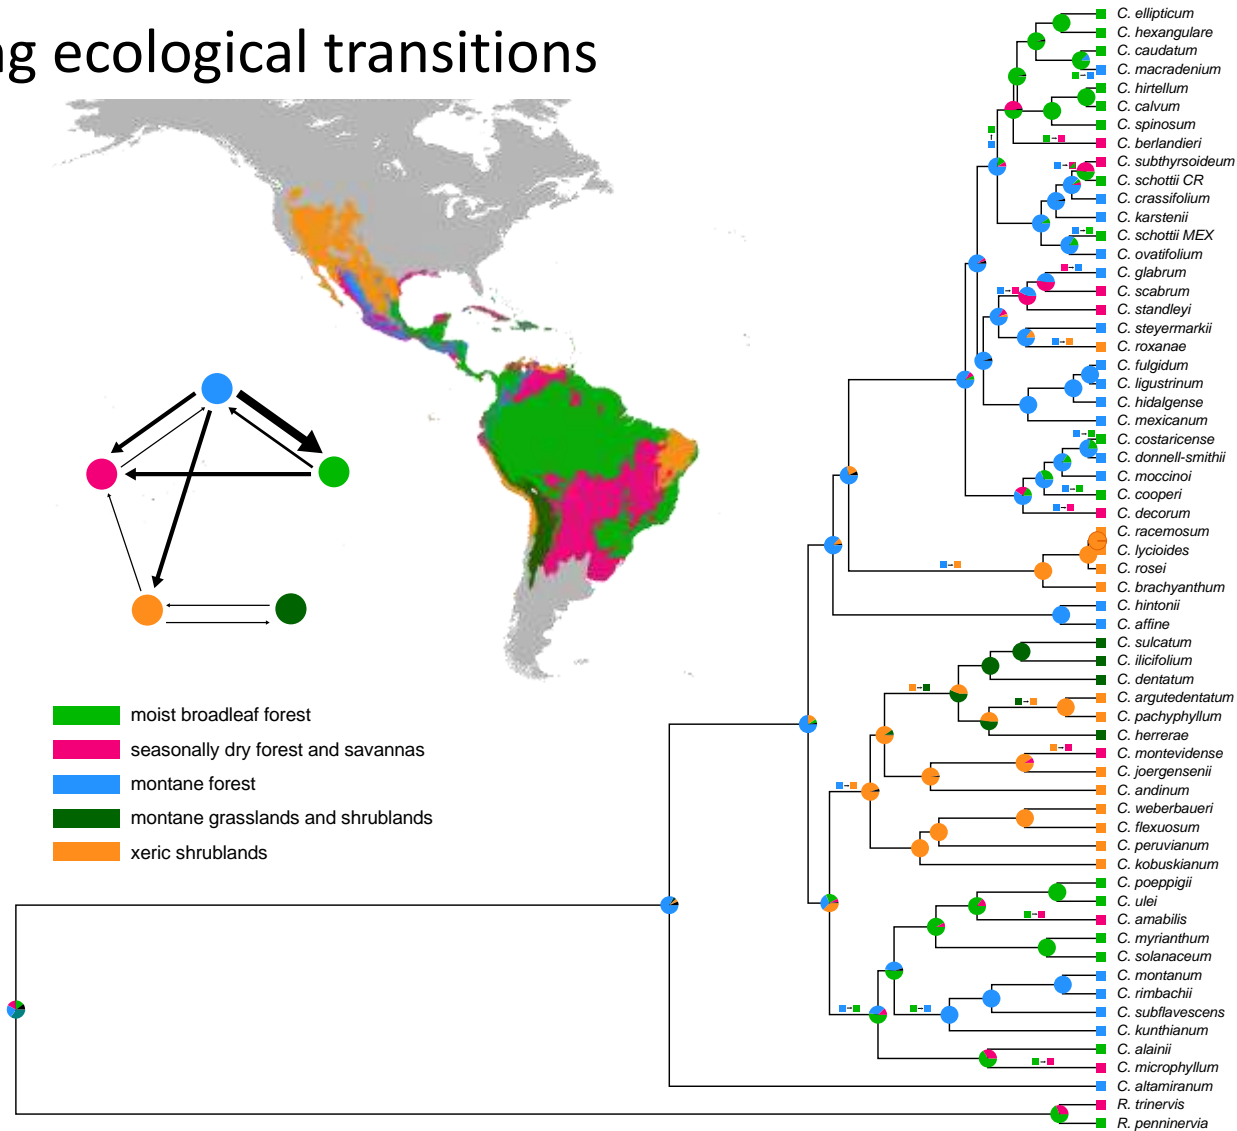 ng ecological transitions
moist broadleaf forest
seasonally dry forest and savannas
montane forest
montane grasslands and shrublands
xeric shrublands
C. ellipticum
C. hexangulare
C. caudatum
C. macradenium
C. hirtellum
C. calvum
C. spinosum
C. berlandieri
C. subthyrsoideum
C. schottii CR
C. crassifolium
C. karstenii
C. schottii MEX
C. ovatifolium
C. glabrum
C. scabrum
C. standleyi
C. steyermarkii
C. roxanae
C. fulgidum
C. ligustrinum
C. hidalgense
C. mexicanum
C. costaricense
C. donnell-smithii
C. moccinoi
C. cooperi
C. decorum
C. racemosum
C. lycioides
C. rosei
C. brachyanthum
C. hintonii
C. affine
C. sulcatum
C. ilicifolium
C. dentatum
C. argutedentatum
C. pachyphyllum
C. herrerae
C. montevidense
C. joergensenii
C. andinum
C. weberbaueri
C. flexuosum
C. peruvianum
C. kobuskianum
C. poeppigii
C. ulei
C. amabilis
C. myrianthum
C. solanaceum
C. montanum
C. rimbachii
C. subflavescens
C. kunthianum
C. alainii
C. microphyllum
C. altamiranum
R. trinervis
R. penninervia